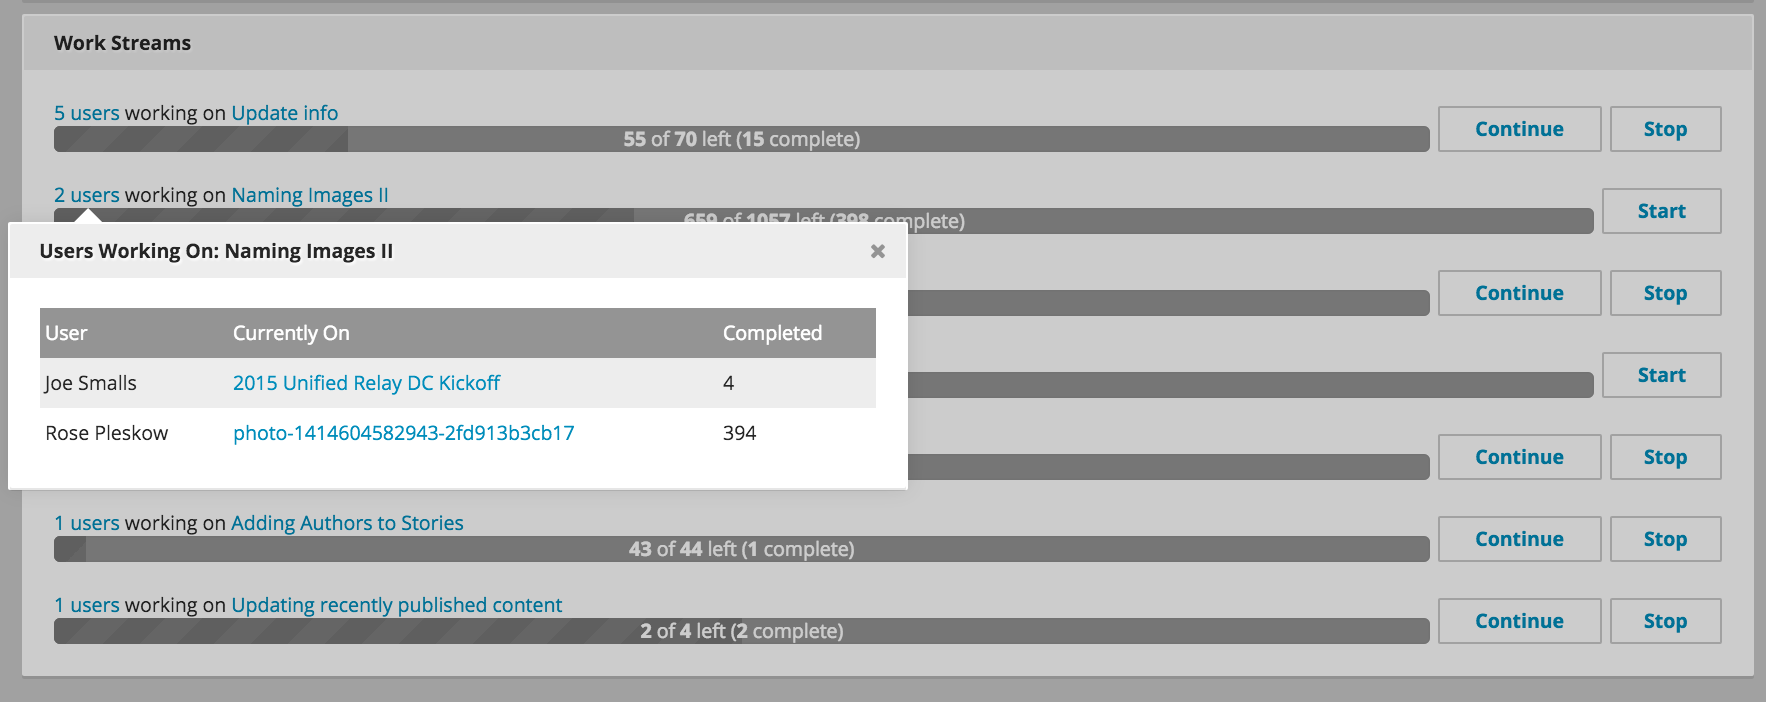 Work Streams
5 users working on Update info
55 of 70 left (15 complete)
Continue
Stop
2 users working on Naming Images II
659 of 1057 left (398 complete)
Start
Users Working On: Naming Images II
×
User Currently On Completed
Joe Smalls 2015 Unified Relay DC Kickoff 4
Rose Pleskow photo-1414604582943-2fd913b3cb17 394
Continue
Stop
Start
Continue
Stop
1 users working on Adding Authors to Stories
43 of 44 left (1 complete)
Continue
Stop
1 users working on Updating recently published content
2 of 4 left (2 complete)
Continue
Stop